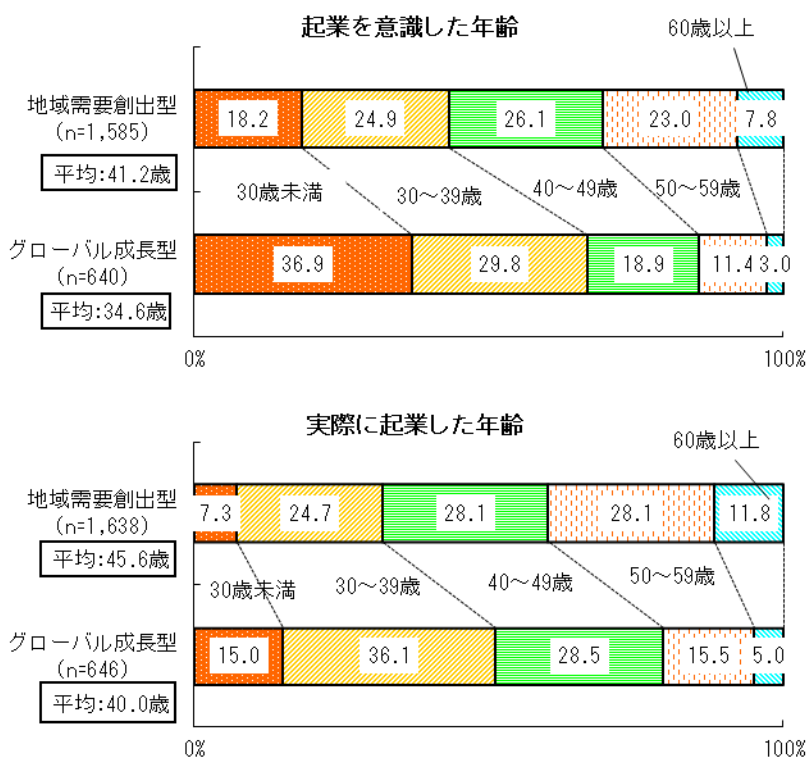 起業を意識した年齢
60歳以上
地域需要創出型
(n=1,585)
平均:41.2歳
18.2 24.9 26.1 23.0 7.8
30歳未満 30～39歳 40～49歳 50～59歳
グローバル成長型
(n=640)
平均:34.6歳
36.9 29.8 18.9 11.4 3.0
0% 100%
実際に起業した年齢
60歳以上
地域需要創出型
(n=1,638)
平均:45.6歳
7.3 24.7 28.1 28.1 11.8
30歳未満 30～39歳 40～49歳 50～59歳
グローバル成長型
(n=646)
平均:40.0歳
15.0 36.1 28.5 15.5 5.0
0% 100%